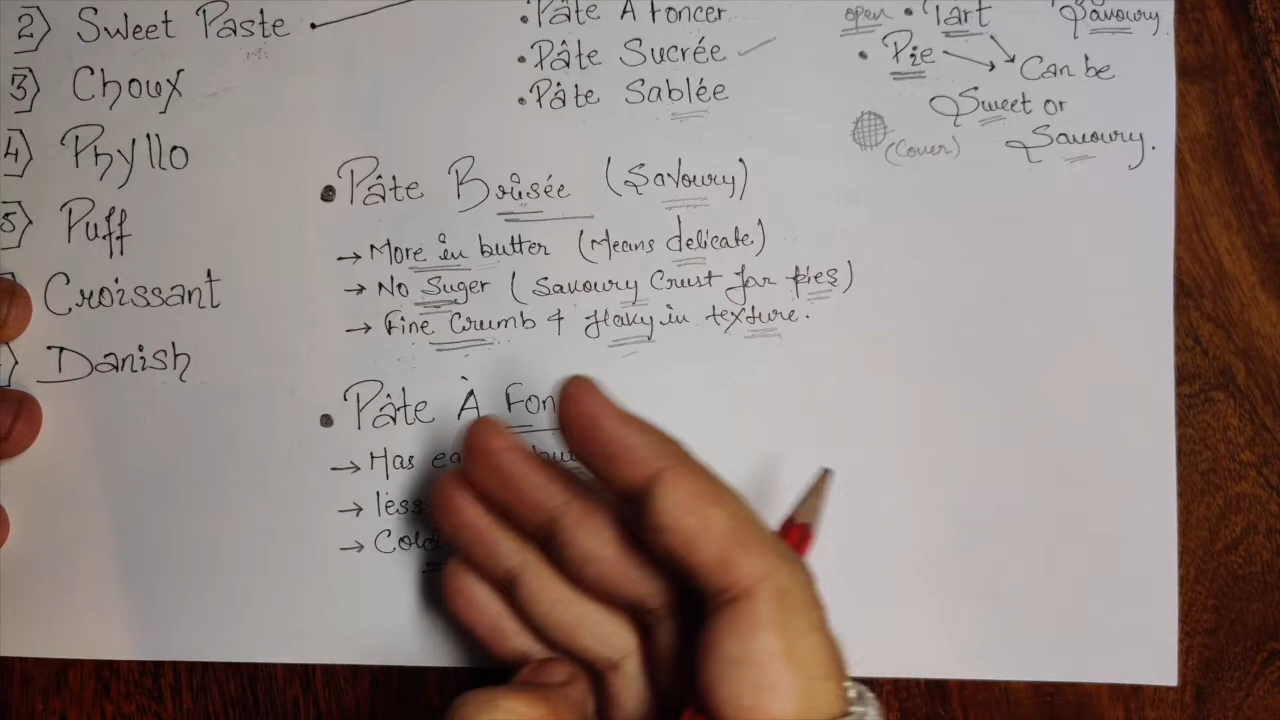 2) Sweet Paste
3) Choux
4) Phyllo
5) Puff
Croissant
Danish
• Pâte À Foncer
• Pâte Sucrée
• Pâte Sablée
open • Tart Savoury
• Pie Can be
Sweet or
(Cover) Savoury.
• Pâte Brûsée (Savoury)
→ More in butter (Means delicate)
→ No Suger (Savoury Crust for pies)
→ Fine Crumb & flaky in texture.
• Pâte À Fon
→ Has
→ less
→ Cold